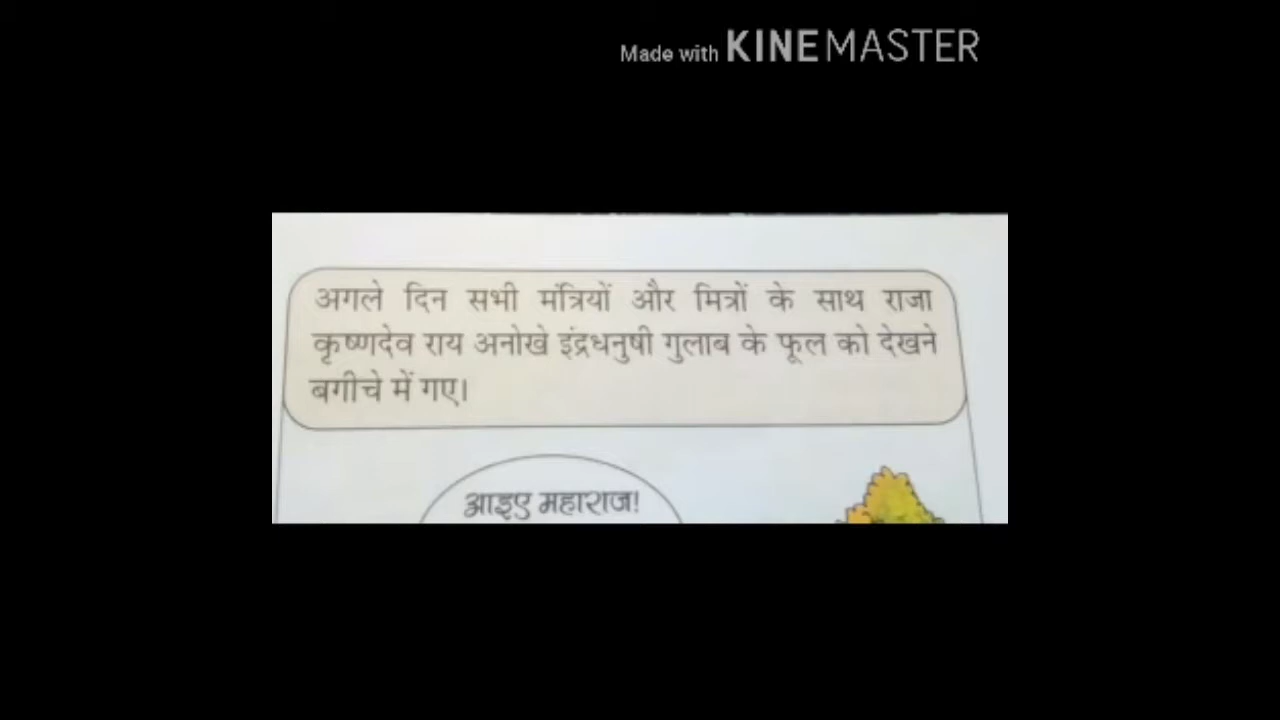 Made with KINEMASTER
अगले दिन सभी मंत्रियों और मित्रों के साथ राजा
कृष्णदेव राय अनोखे इंद्रधनुषी गुलाब के फूल को देखने
बगीचे में गए।
आइए महाराज!